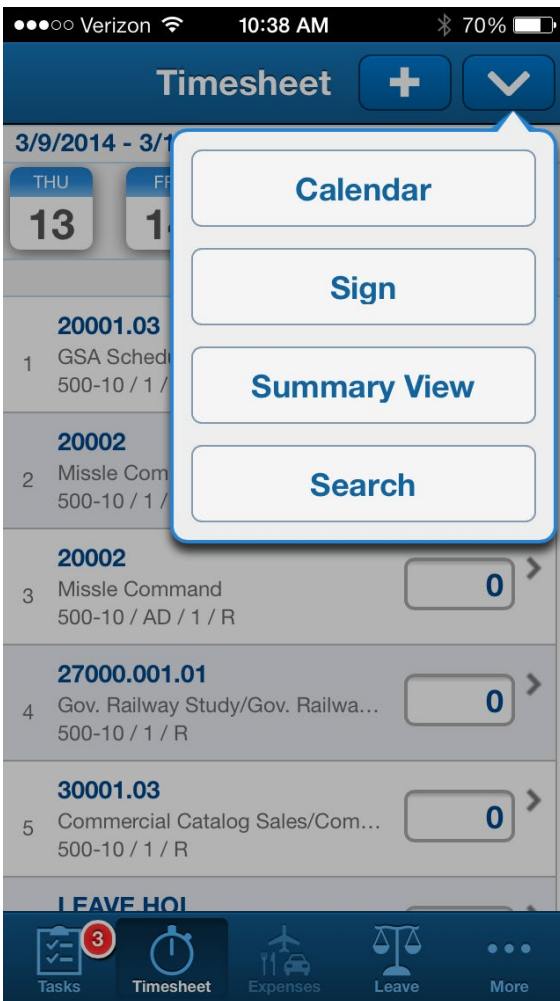 Verizon 10:38 AM 70%
Timesheet
3/9/2014 - 3/1
THU
13
Calendar
Sign
Summary View
Search
20001.03
1 GSA Sched
500-10 / 1 /
20002
2 Missle Com
500-10 / 1 /
20002
3 Missle Command 0
500-10 / AD / 1 / R
27000.001.01
4 Gov. Railway Study/Gov. Railwa... 0
500-10 / 1 / R
30001.03
5 Commercial Catalog Sales/Com... 0
500-10 / 1 / R
LEAVE.HOL
3
Tasks Timesheet Expenses Leave More